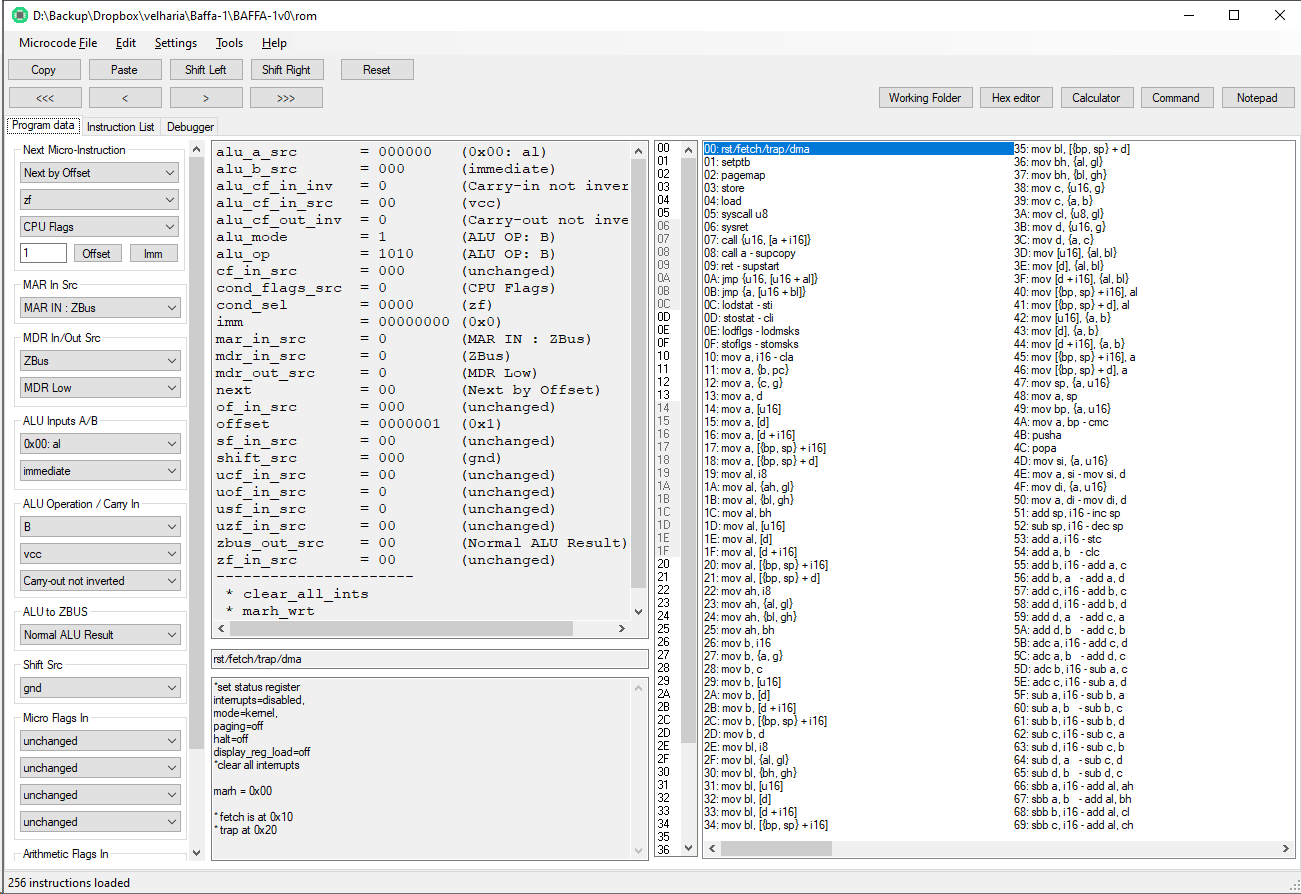 D:\Backup\Dropbox\velharia\Baffa-1\BAFFA-1v0\rom
Microcode File Edit Settings Tools Help
Copy Paste Shift Left Shift Right Reset
<<< < > >>> Working Folder Hex editor Calculator Command Notepad
Program data Instruction List Debugger
Next Micro-Instruction
Next by Offset
zf
CPU Flags
1 Offset Imm
MAR In Src
MAR IN : ZBus
MDR In/Out Src
ZBus
MDR Low
ALU Inputs A/B
0x00: al
immediate
ALU Operation / Carry In
B
vcc
Carry-out not inverted
ALU to ZBUS
Normal ALU Result
Shift Src
gnd
Micro Flags In
unchanged
unchanged
unchanged
unchanged
Arithmetic Flags In
alu_a_src = 000000 (0x00: al)
alu_b_src = 000 (immediate)
alu_cf_in_inv = 0 (Carry-in not inver
alu_cf_in_src = 00 (vcc)
alu_cf_out_inv = 0 (Carry-out not inve
alu_mode = 1 (ALU OP: B)
alu_op = 1010 (ALU OP: B)
cf_in_src = 000 (unchanged)
cond_flags_src = 0 (CPU Flags)
cond_sel = 0000 (zf)
imm = 00000000 (0x0)
mar_in_src = 0 (MAR IN : ZBus)
mdr_in_src = 0 (ZBus)
mdr_out_src = 0 (MDR Low)
next = 00 (Next by Offset)
of_in_src = 000 (unchanged)
offset = 0000001 (0x1)
sf_in_src = 00 (unchanged)
shift_src = 000 (gnd)
ucf_in_src = 00 (unchanged)
uof_in_src = 0 (unchanged)
usf_in_src = 0 (unchanged)
uzf_in_src = 00 (unchanged)
zbus_out_src = 00 (Normal ALU Result)
zf_in_src = 00 (unchanged)
-----------------------
* clear_all_ints
* marh_wrt
rst/fetch/trap/dma
*set status register
interrupts=disabled,
mode=kernel,
paging=off
halt=off
display_reg_load=off
*clear all interrupts
marh = 0x00
* fetch is at 0x10
* trap at 0x20
00
01
02
03
04
05
06
07
08
09
0A
0B
0C
0D
0E
0F
10
11
12
13
14
15
16
17
18
19
1A
1B
1C
1D
1E
1F
20
21
22
23
24
25
26
27
28
29
2A
2B
2C
2D
2E
2F
30
31
32
33
34
35
36
00: rst/fetch/trap/dma
01: setptb
02: pagemap
03: store
04: load
05: syscall u8
06: sysret
07: call {u16, [a + i16]}
08: call a - supcopy
09: ret - supstart
0A: jmp {u16, [u16 + al]}
0B: jmp {a, [u16 + bl]}
0C: lodstat - sti
0D: stostat - cli
0E: lodflgs - lodmsks
0F: stoflgs - stomsks
10: mov a, i16 - cla
11: mov a, {b, pc}
12: mov a, {c, g}
13: mov a, d
14: mov a, [u16]
15: mov a, [d]
16: mov a, [d + i16]
17: mov a, [{bp, sp} + i16]
18: mov a, [{bp, sp} + d]
19: mov al, i8
1A: mov al, {ah, gl}
1B: mov al, {bl, gh}
1C: mov al, bh
1D: mov al, [u16]
1E: mov al, [d]
1F: mov al, [d + i16]
20: mov al, [{bp, sp} + i16]
21: mov al, [{bp, sp} + d]
22: mov ah, i8
23: mov ah, {al, gl}
24: mov ah, {bl, gh}
25: mov ah, bh
26: mov b, i16
27: mov b, {a, g}
28: mov b, c
29: mov b, [u16]
2A: mov b, [d]
2B: mov b, [d + i16]
2C: mov b, [{bp, sp} + i16]
2D: mov b, d
2E: mov bl, i8
2F: mov bl, {al, gl}
30: mov bl, {bh, gh}
31: mov bl, [u16]
32: mov bl, [d]
33: mov bl, [d + i16]
34: mov bl, [{bp, sp} + i16]
35: mov bl, [{bp, sp} + d]
36: mov bh, {al, gl}
37: mov bh, {bl, gh}
38: mov c, {u16, g}
39: mov c, {a, b}
3A: mov cl, {u8, gl}
3B: mov d, {u16, g}
3C: mov d, {a, c}
3D: mov [u16], {al, bl}
3E: mov [d], {al, bl}
3F: mov [d + i16], {al, bl}
40: mov [{bp, sp} + i16], al
41: mov [{bp, sp} + d], al
42: mov [u16], {a, b}
43: mov [d], {a, b}
44: mov [d + i16], {a, b}
45: mov [{bp, sp} + i16], a
46: mov [{bp, sp} + d], a
47: mov sp, {a, u16}
48: mov a, sp
49: mov bp, {a, u16}
4A: mov a, bp - cmc
4B: pusha
4C: popa
4D: mov si, {a, u16}
4E: mov a, si - mov si, d
4F: mov di, {a, u16}
50: mov a, di - mov di, d
51: add sp, i16 - inc sp
52: sub sp, i16 - dec sp
53: add a, i16 - stc
54: add a, b - clc
55: add b, i16 - add a, c
56: add b, a - add a, d
57: add c, i16 - add b, c
58: add d, i16 - add b, d
59: add d, a - add c, a
5A: add d, b - add c, b
5B: adc a, i16 - add c, d
5C: adc a, b - add d, c
5D: adc b, i16 - sub a, c
5E: adc c, i16 - sub a, d
5F: sub a, i16 - sub b, a
60: sub a, b - sub b, c
61: sub b, i16 - sub b, d
62: sub c, i16 - sub c, a
63: sub d, i16 - sub c, b
64: sub d, a - sub c, d
65: sub d, b - sub d, c
66: sbb a, i16 - add al, ah
67: sbb a, b - add al, bh
68: sbb b, i16 - add al, cl
69: sbb c, i16 - add al, ch
256 instructions loaded